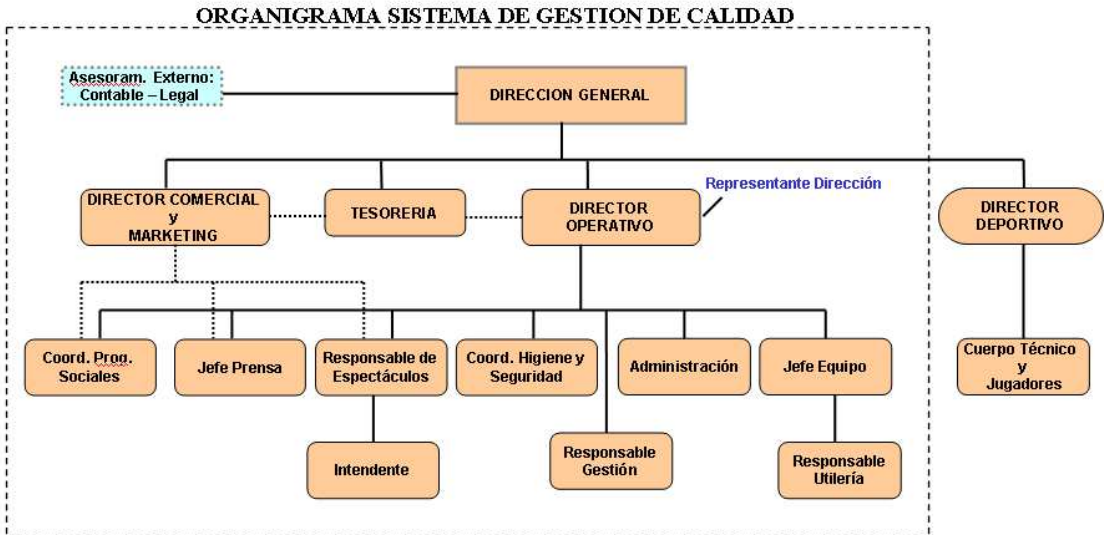 ORGANIGRAMA SISTEMA DE GESTION DE CALIDAD
Asesoram. Externo:
Contable – Legal
DIRECCION GENERAL
DIRECTOR COMERCIAL
y
MARKETING
TESORERIA
DIRECTOR
OPERATIVO
Representante Dirección
DIRECTOR
DEPORTIVO
Coord. Prog.
Sociales
Jefe Prensa
Responsable de
Espectáculos
Coord. Higiene y
Seguridad
Administración
Jefe Equipo
Cuerpo Técnico
y
Jugadores
Intendente
Responsable
Gestión
Responsable
Utilería